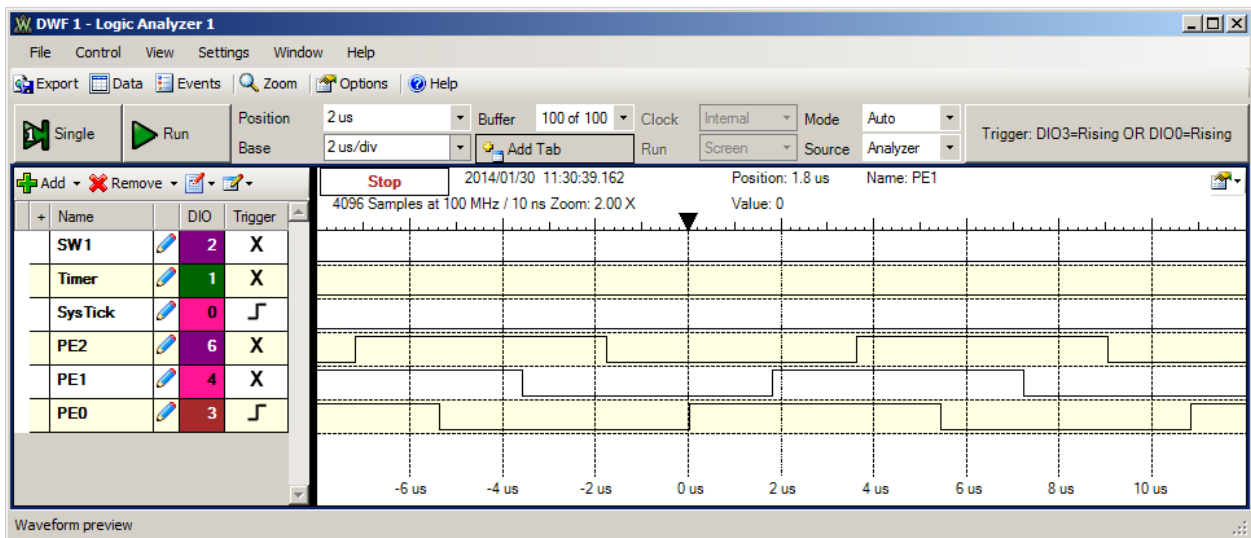 DWF 1 - Logic Analyzer 1
File Control View Settings Window Help
Export Data Events Zoom Options Help
Single Run Position 2 us Buffer 100 of 100 Clock Internal Mode Auto Trigger: DIO3=Rising OR DIO0=Rising
Base 2 us/div Add Tab Run Screen Source Analyzer
Add Remove Stop 2014/01/30 11:30:39.162 Position: 1.8 us Name: PE1
4096 Samples at 100 MHz / 10 ns Zoom: 2.00 X Value: 0
+ Name DIO Trigger
SW1 2 X
Timer 1 X
SysTick 0
PE2 6 X
PE1 4 X
PE0 3
-6 us -4 us -2 us 0 us 2 us 4 us 6 us 8 us 10 us
Waveform preview